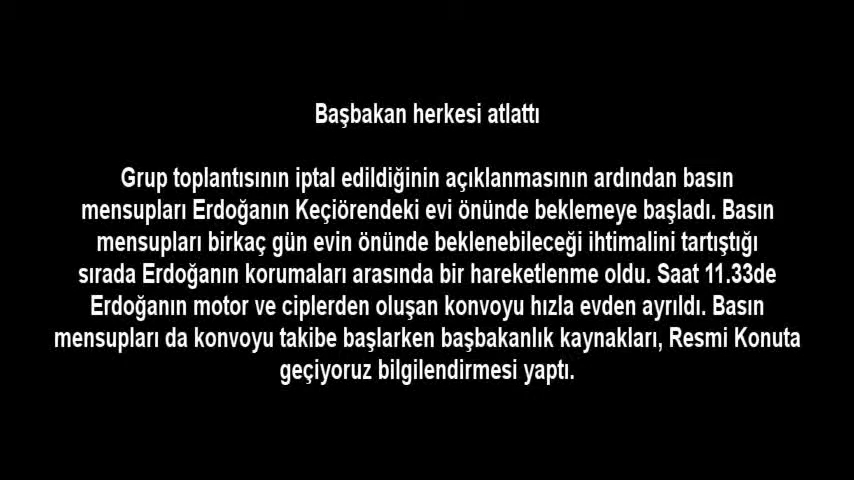 Başbakan herkesi atlattı
Grup toplantısının iptal edildiğinin açıklanmasının ardından basın
mensupları Erdoğanın Keçiörendeki evi önünde beklemeye başladı. Basın
mensupları birkaç gün evin önünde beklenebileceği ihtimalini tartıştığı
sırada Erdoğanın korumaları arasında bir hareketlenme oldu. Saat 11.33de
Erdoğanın motor ve ciplerden oluşan konvoyu hızla evden ayrıldı. Basın
mensupları da konvoyu takibe başlarken başbakanlık kaynakları, Resmi Konuta
geçiyoruz bilgilendirmesi yaptı.